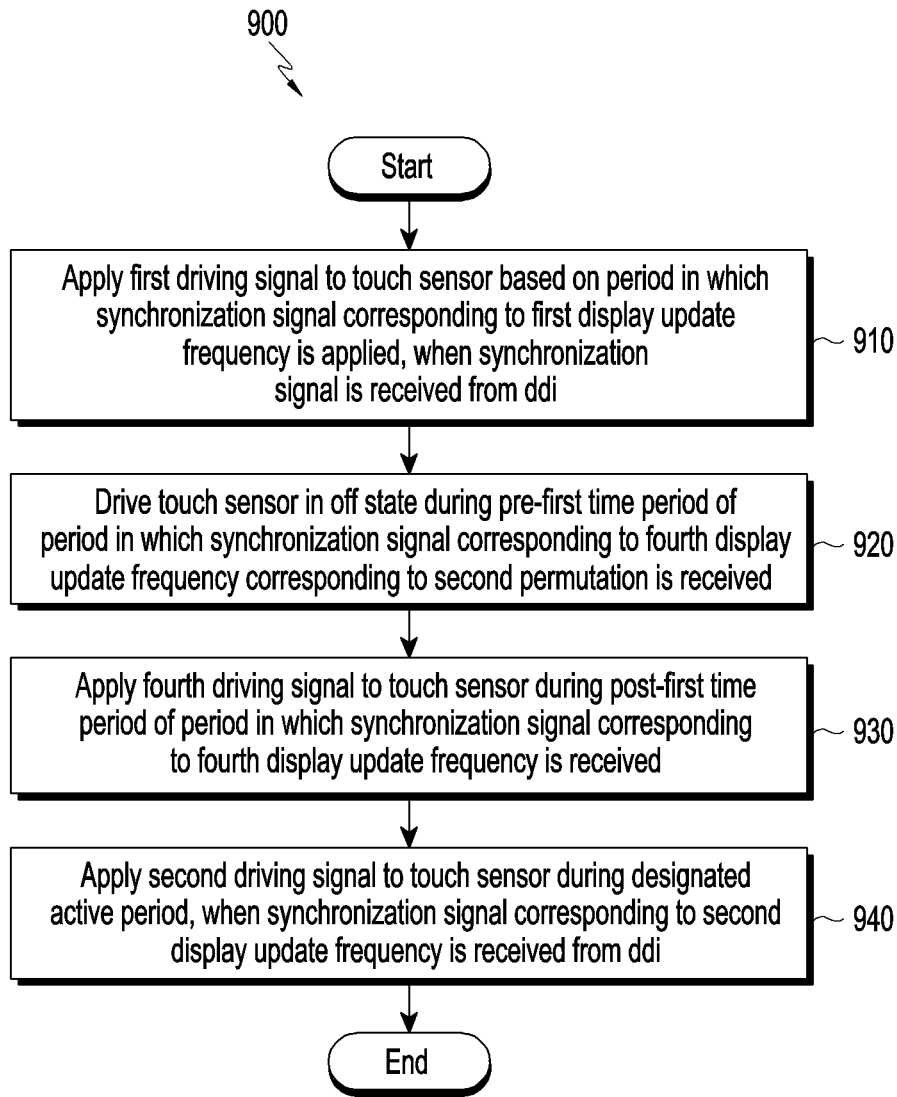 900
Start
Apply first driving signal to touch sensor based on period in which
synchronization signal corresponding to first display update
frequency is applied, when synchronization
signal is received from ddi
910
Drive touch sensor in off state during pre-first time period of
period in which synchronization signal corresponding to fourth display
update frequency corresponding to second permutation is received
920
Apply fourth driving signal to touch sensor during post-first time
period of period in which synchronization signal corresponding
to fourth display update frequency is received
930
Apply second driving signal to touch sensor during designated
active period, when synchronization signal corresponding to second
display update frequency is received from ddi
940
End